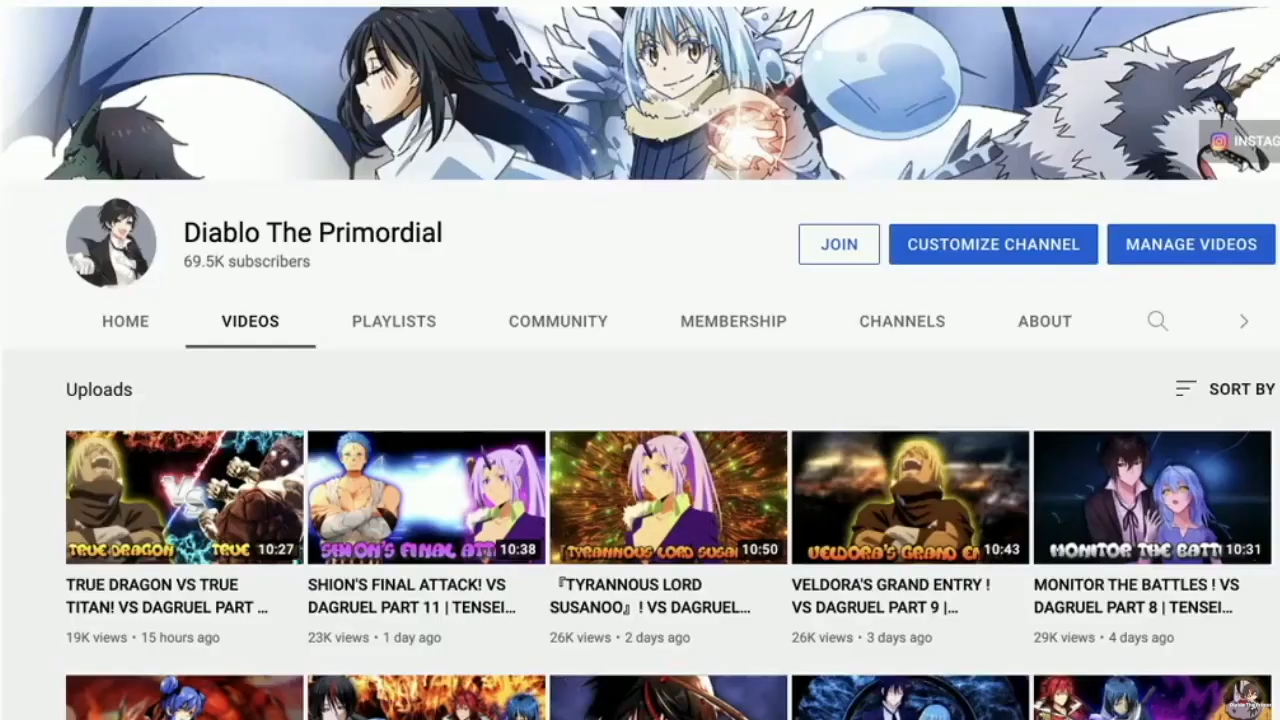 INSTAG
Diablo The Primordial
69.5K subscribers
JOIN
CUSTOMIZE CHANNEL
MANAGE VIDEOS
HOME
VIDEOS
PLAYLISTS
COMMUNITY
MEMBERSHIP
CHANNELS
ABOUT
Uploads
SORT BY
VS
TRUE DRAGON
TRUE
10:27
SHION'S FINAL ATT
10:38
TYRANNOUS LORD SUSAN
10:50
VELDORA'S GRAND EN
10:43
MONITOR THE BATT
10:31
TRUE DRAGON VS TRUE
TITAN! VS DAGRUEL PART ...
19K views • 15 hours ago
SHION'S FINAL ATTACK! VS
DAGRUEL PART 11 | TENSEI...
23K views • 1 day ago
『TYRANNOUS LORD
SUSANOO』! VS DAGRUEL...
26K views • 2 days ago
VELDORA'S GRAND ENTRY !
VS DAGRUEL PART 9 |...
26K views • 3 days ago
MONITOR THE BATTLES ! VS
DAGRUEL PART 8 | TENSEI...
29K views • 4 days ago